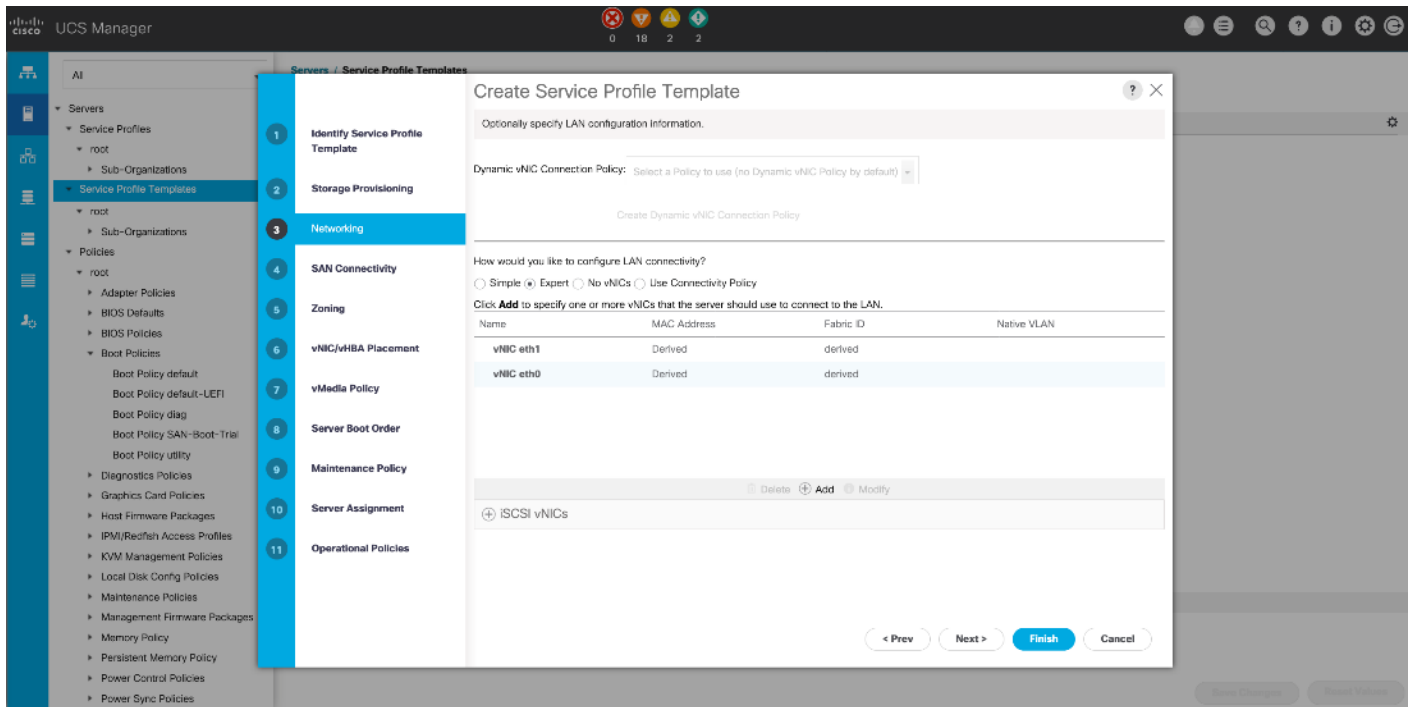 cisco
UCS Manager
0 18 2 2
All
Servers / Service Profile Templates
Servers
Service Profiles
root
Sub-Organizations
Service Profile Templates
root
Sub-Organizations
Policies
root
Adapter Policies
BIOS Defaults
BIOS Policies
Boot Policies
Boot Policy default
Boot Policy default-UEFI
Boot Policy diag
Boot Policy SAN-Boot-Trial
Boot Policy utility
Diagnostics Policies
Graphics Card Policies
Host Firmware Packages
IPMI/Redfish Access Profiles
KVM Management Policies
Local Disk Config Policies
Maintenance Policies
Management Firmware Packages
Memory Policy
Persistent Memory Policy
Power Control Policies
Power Sync Policies
1 Identify Service Profile
Template
2 Storage Provisioning
3 Networking
4 SAN Connectivity
5 Zoning
6 vNIC/vHBA Placement
7 vMedia Policy
8 Server Boot Order
9 Maintenance Policy
10 Server Assignment
11 Operational Policies
Create Service Profile Template
? ×
Optionally specify LAN configuration information.
Dynamic vNIC Connection Policy: Select a Policy to use (no Dynamic vNIC Policy by default)
Create Dynamic vNIC Connection Policy
How would you like to configure LAN connectivity?
Simple Expert No vNICs Use Connectivity Policy
Click Add to specify one or more vNICs that the server should use to connect to the LAN.
Name MAC Address Fabric ID Native VLAN
vNIC eth1 Derived derived
vNIC eth0 Derived derived
Delete Add Modify
iSCSI vNICs
< Prev Next > Finish Cancel
Save Changes Reset Values